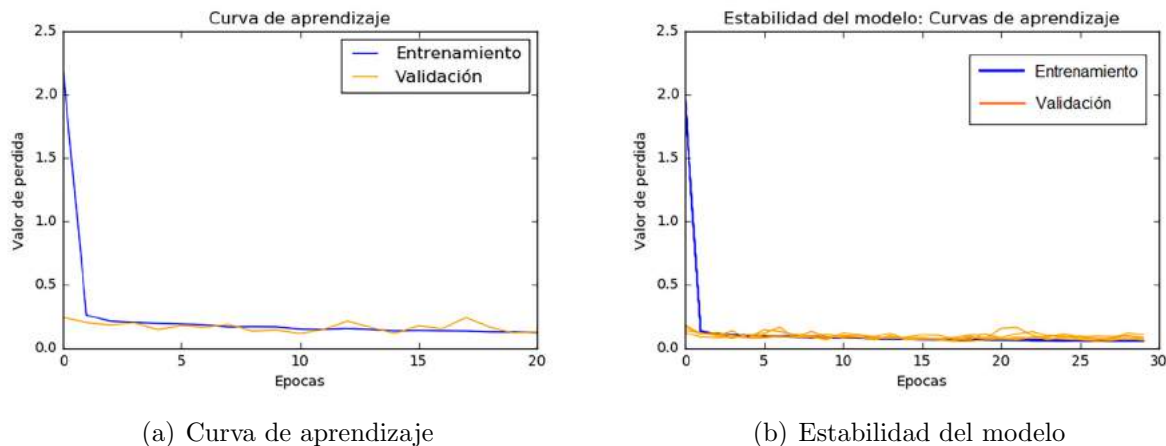 Curva de aprendizaje
2.5
2.0
1.5
1.0
0.5
0.0
Valor de perdida
Entrenamiento
Validación
0 5 10 15 20
Epocas
(a) Curva de aprendizaje
Estabilidad del modelo: Curvas de aprendizaje
2.5
2.0
1.5
1.0
0.5
0.0
Valor de perdida
Entrenamiento
Validación
0 5 10 15 20 25 30
Epocas
(b) Estabilidad del modelo